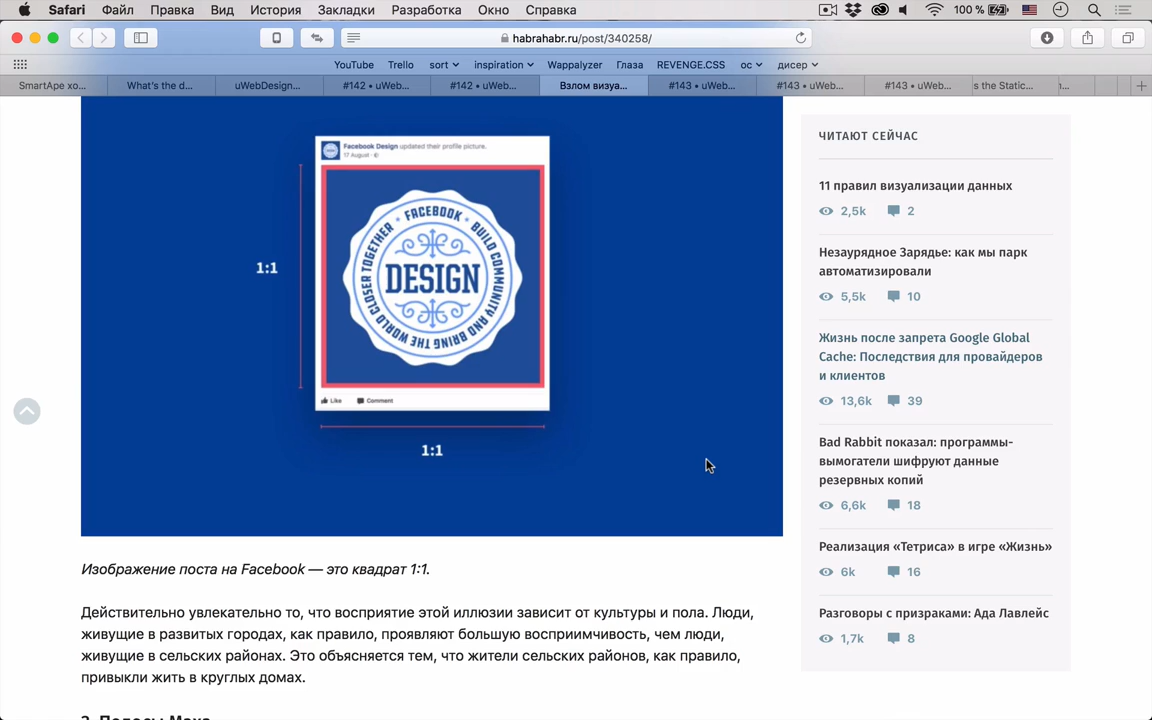 Safari Файл Правка Вид История Закладки Разработка Окно Справка 100 %
habrahabr.ru/post/340258/
YouTube Trello sort inspiration Wappalyzer Глаза REVENGE.CSS ос дисер
SmartApe хо... What's the d... uWebDesign... #142 • uWeb... #142 • uWeb... Взлом визуа... #143 • uWeb... #143 • uWeb... #143 • uWeb... s the Static...
Facebook Design updated their profile picture.
17 August
FACEBOOK • BUILD COMMUNITY AND BRING THE WORLD CLOSER TOGETHER •
DESIGN
1:1
Like Comment
1:1
Изображение поста на Facebook — это квадрат 1:1.
Действительно увлекательно то, что восприятие этой иллюзии зависит от культуры и пола. Люди,
живущие в развитых городах, как правило, проявляют большую восприимчивость, чем люди,
живущие в сельских районах. Это объясняется тем, что жители сельских районов, как правило,
привыкли жить в круглых домах.
ЧИТАЮТ СЕЙЧАС
11 правил визуализации данных
2,5k 2
Незаурядное Зарядье: как мы парк
автоматизировали
5,5k 10
Жизнь после запрета Google Global
Cache: Последствия для провайдеров
и клиентов
13,6k 39
Bad Rabbit показал: программы-
вымогатели шифруют данные
резервных копий
6,6k 18
Реализация «Тетриса» в игре «Жизнь»
6k 16
Разговоры с призраками: Ада Лавлейс
1,7k 8